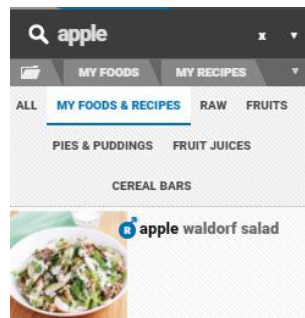 apple x
MY FOODS MY RECIPES
ALL MY FOODS & RECIPES RAW FRUITS
PIES & PUDDINGS FRUIT JUICES
CEREAL BARS
R apple waldorf salad